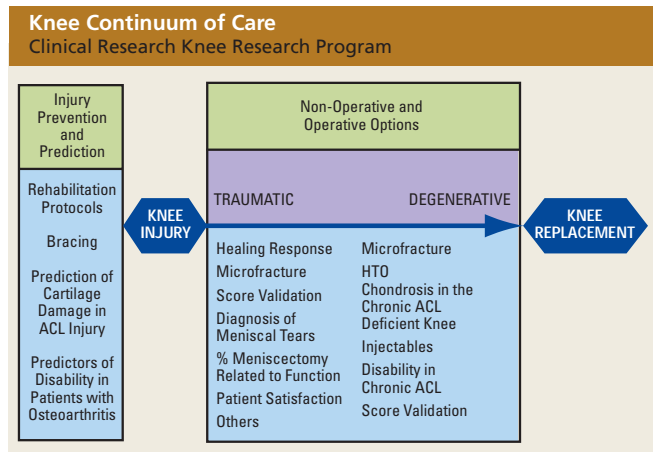 Knee Continuum of Care
Clinical Research Knee Research Program
Injury
Prevention
and
Prediction
Rehabilitation
Protocols
Bracing
Prediction of
Cartilage
Damage in
ACL Injury
Predictors of
Disability in
Patients with
Osteoarthritis
KNEE
INJURY
Non-Operative and
Operative Options
TRAUMATIC
DEGENERATIVE
Healing Response
Microfracture
Score Validation
Diagnosis of
Meniscal Tears
% Meniscectomy
Related to Function
Patient Satisfaction
Others
Microfracture
HTO
Chondrosis in the
Chronic ACL
Deficient Knee
Injectables
Disability in
Chronic ACL
Score Validation
KNEE
REPLACEMENT